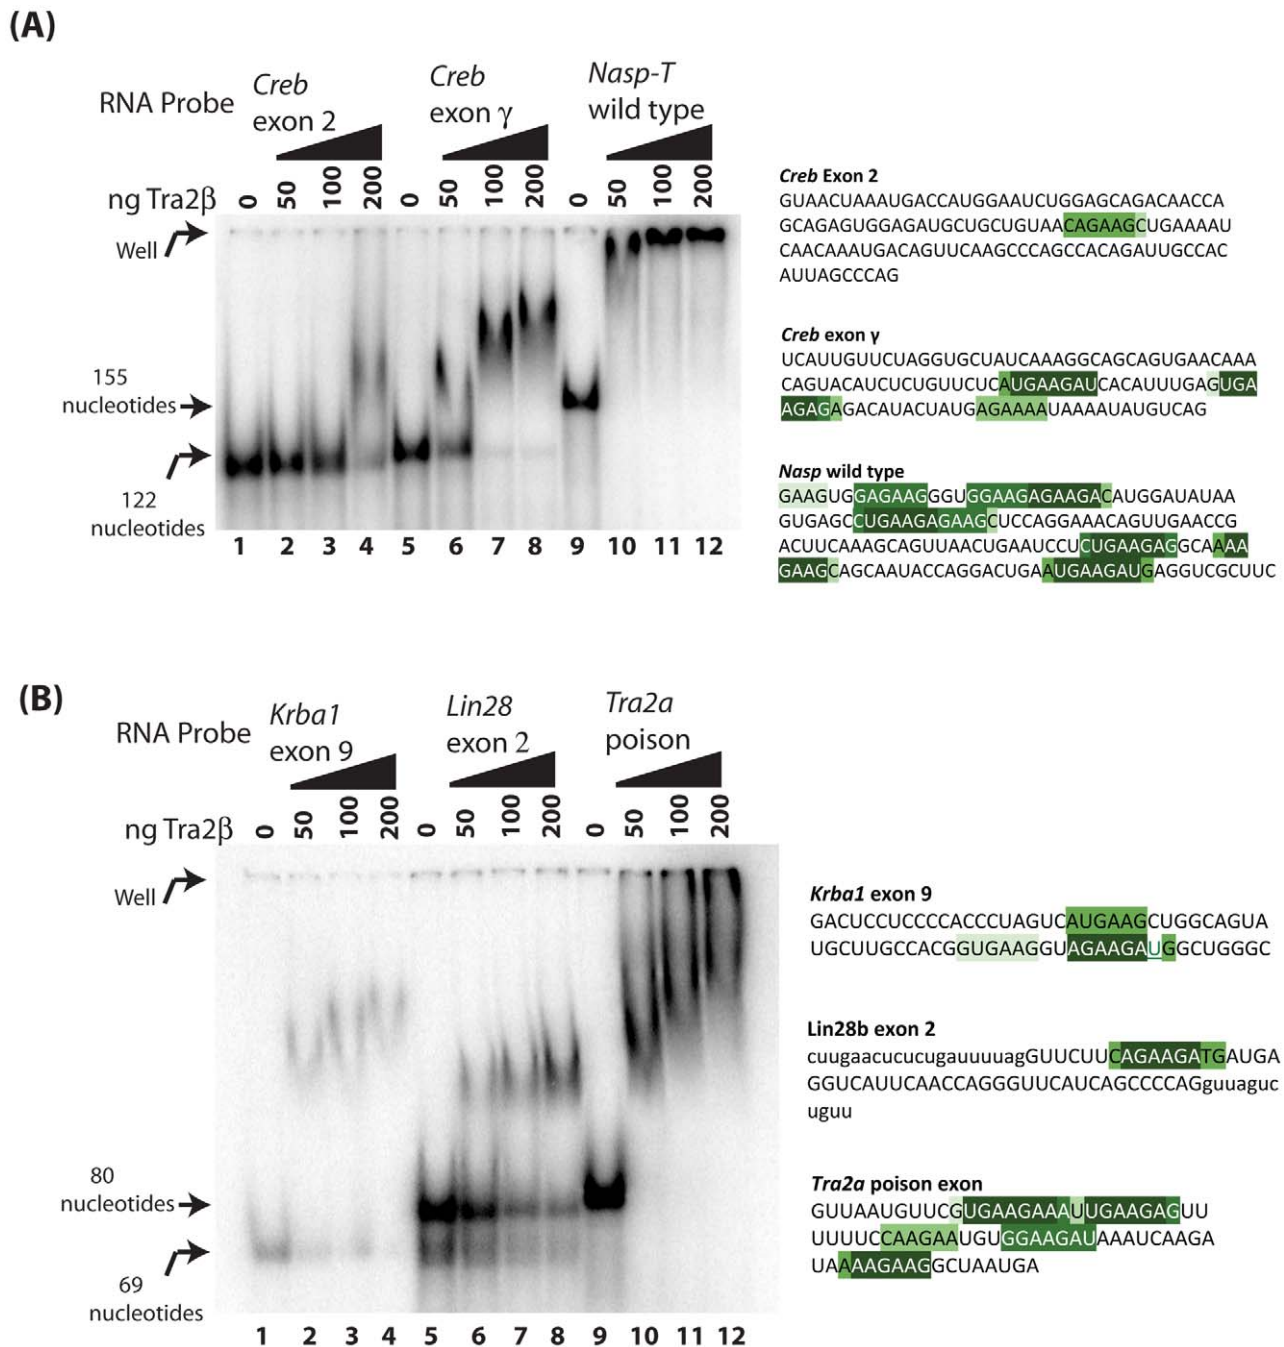 (A)
RNA Probe
Creb
exon 2
Creb
exon γ
Nasp-T
wild type
ng Tra2β
0 50 100 200 0 50 100 200 0 50 100 200
Well
155
nucleotides
122
nucleotides
1 2 3 4 5 6 7 8 9 10 11 12
Creb Exon 2
GUAACUAAAUGACCAUGGAAUCUGGAGCAGACAACCA
GCAGAGUGGAGAUGCUGCUGUAACAGAAGCUGAAAAU
CAACAAAUGACAGUUCAAGCCCAGCCACAGAUUGCCAC
AUUAGCCCAG
Creb exon γ
UCAUUGUUCUAGGUGCUAUCAAAGGCAGCAGUGAACAAA
CAGUACAUCUCUGUUCUCAUGAAGAUCACAUUUGAGUGA
AGAGAGACAUACUAUGAGAAAAUAAAAUAUGUCAG
Nasp wild type
GAAGUGGAGAAGGGUGGAAGAGAAGACAUGGAUAUAA
GUGAGCCUGAAGAGAAGCUCCAGGAAACAGUUGAACCG
ACUUCAAAGCAGUUAACUGAAUCCUCUGAAGAGGCAAAA
GAAGCAGCAAUACCAGGACUGAAUGAAGAUGAGGUCGCUUC
(B)
RNA Probe
Krba1
exon 9
Lin28
exon 2
Tra2a
poison
ng Tra2β
0 50 100 200 0 50 100 200 0 50 100 200
Well
80
nucleotides
69
nucleotides
1 2 3 4 5 6 7 8 9 10 11 12
Krba1 exon 9
GACUCCUCCCCACCCUAGUCAUGAAGCUGGCAGUA
UGCUUGCCACGGUGAAGGUAGAAGAUGGCUGGGC
Lin28b exon 2
cuugaacucucugauuuuagGUUCUUCAGAAGATGAUGA
GGUCAUUCAACCAGGGUUCAUCAGCCCCAGguuaguc
uguu
Tra2a poison exon
GUUAAUGUUCGUGAAGAAAUUGAAGAGUU
UUUUCCAAGAAUGUGGAAGAUAAAUCAAGA
UAAAAGAAGGCUAAUGA